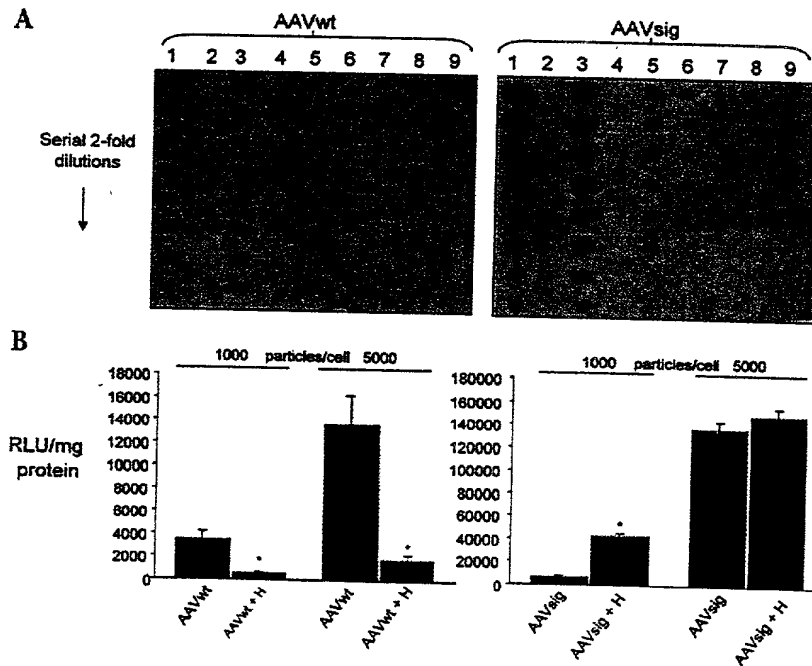 A
AAVwt
AAVsig
1 2 3 4 5 6 7 8 9
1 2 3 4 5 6 7 8 9
Serial 2-fold
dilutions
B
1000 particles/cell 5000
1000 particles/cell 5000
RLU/mg
protein
18000
16000
14000
12000
10000
8000
6000
4000
2000
0
180000
160000
140000
120000
100000
80000
60000
40000
20000
0
*
*
*
AAVwt
AAVwt + H
AAVwt
AAVwt + H
AAVsig
AAVsig + H
AAVsig
AAVsig + H